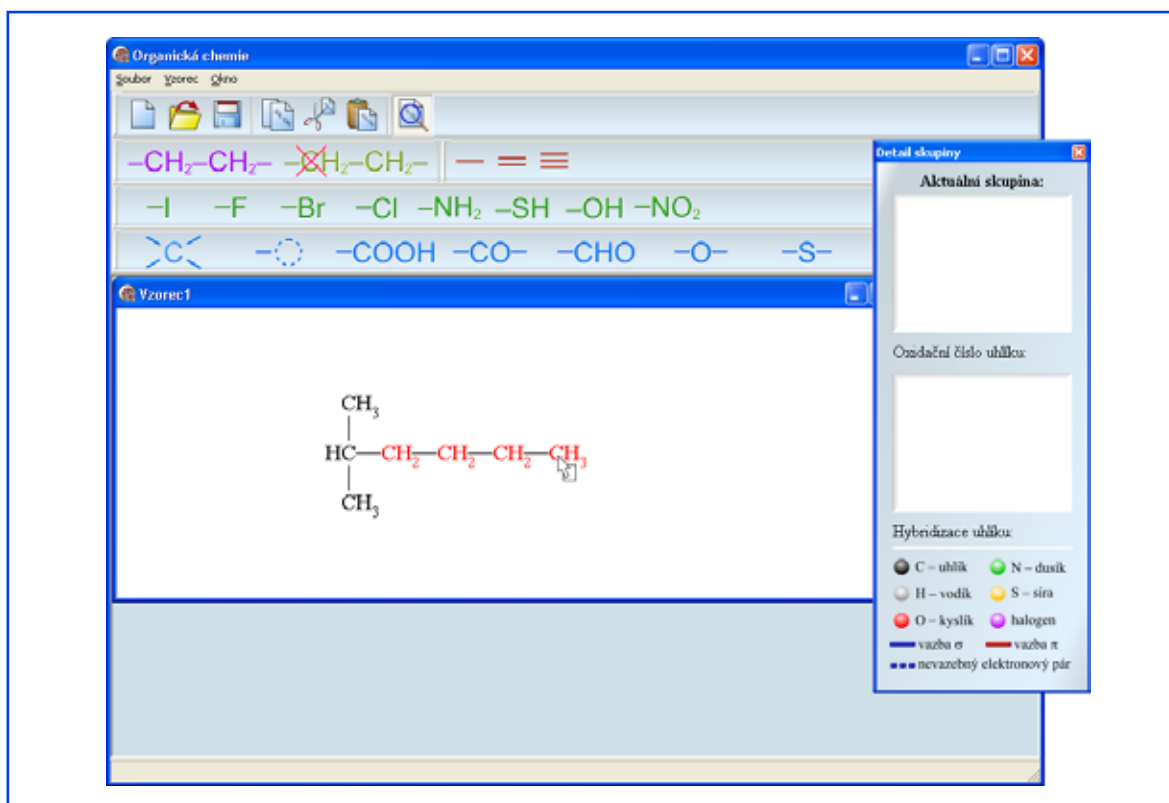 Organická chemie
Soubor Vzorec Okno
–CH₂–CH₂– –CH₂–CH₂–
–I –F –Br –Cl –NH₂ –SH –OH –NO₂
C –COOH –CO– –CHO –O– –S–
Vzorec1
CH₃
HC—CH₂—CH₂—CH₂—CH₃
CH₃
Detail skupiny
Aktuální skupina:
Oxidační číslo uhlíku:
Hybridizace uhlíku:
C – uhlík N – dusík
H – vodík S – síra
O – kyslík halogen
vazba σ vazba π
nevazebný elektronový pár